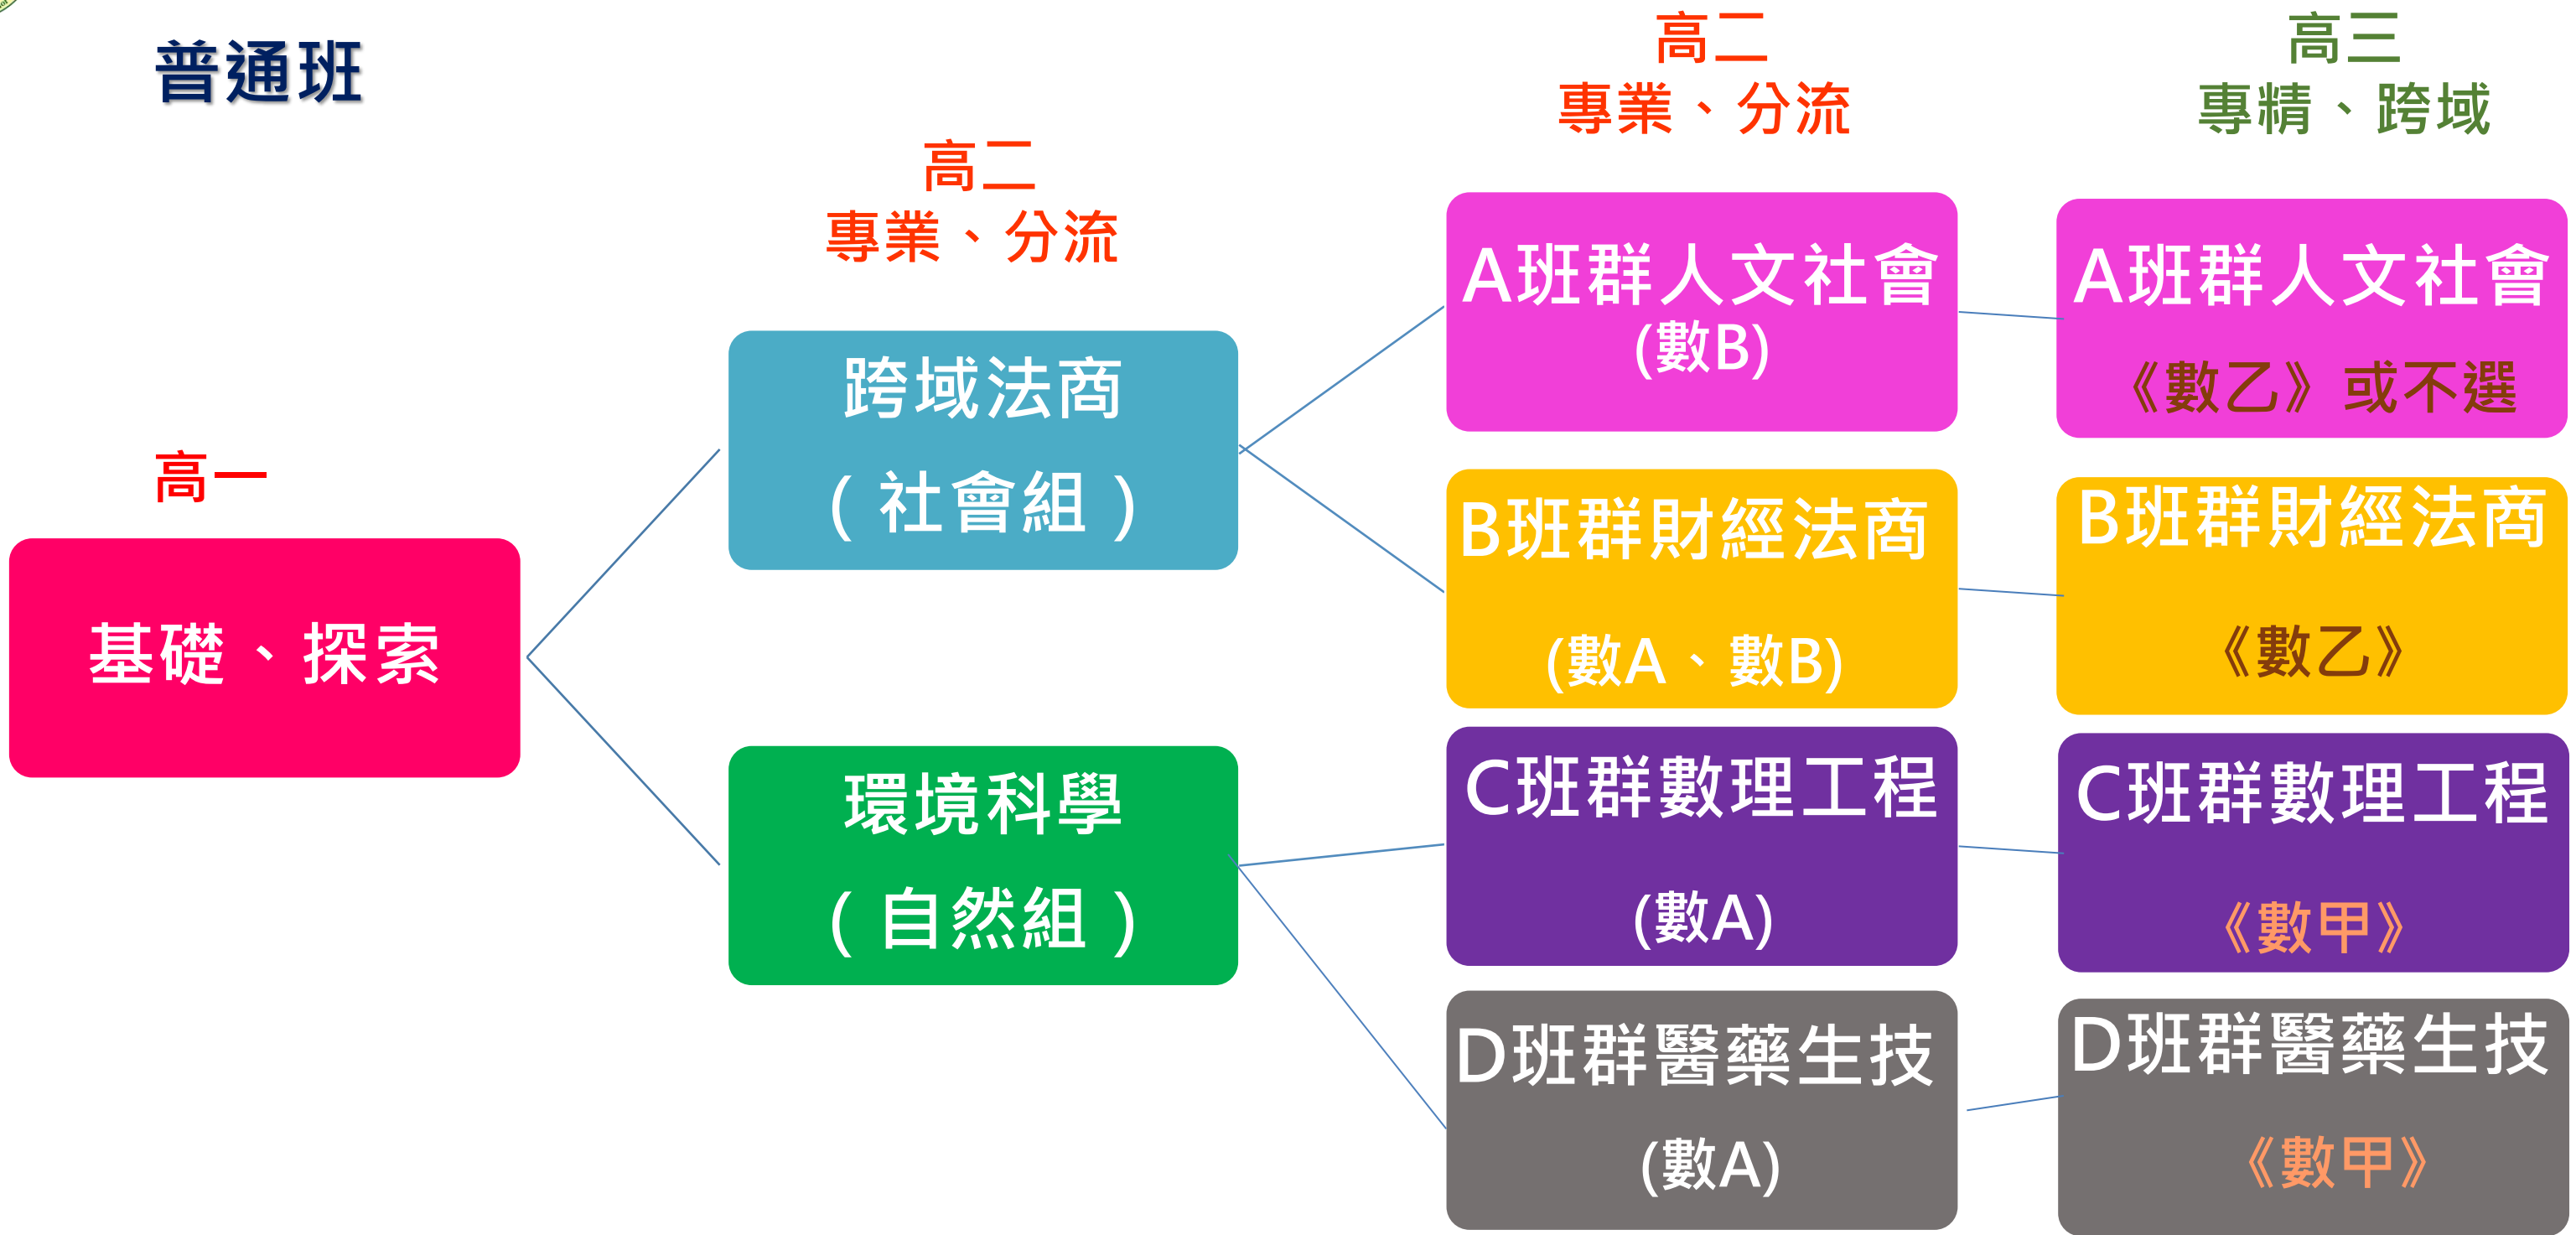 普通班
高一
基礎、探索
高二
專業、分流
跨域法商
(社會組)
環境科學
(自然組)
高二
專業、分流
A班群人文社會
(數B)
B班群財經法商
(數A、數B)
C班群數理工程
(數A)
D班群醫藥生技
(數A)
高三
專精、跨域
A班群人文社會
《數乙》或不選
B班群財經法商
《數乙》
C班群數理工程
《數甲》
D班群醫藥生技
《數甲》